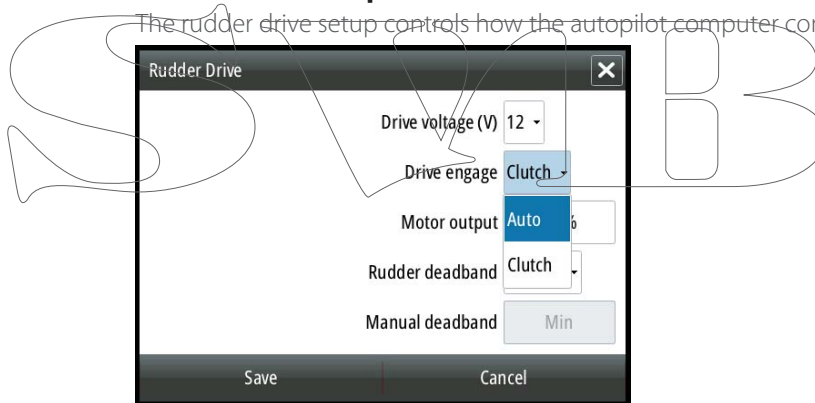 The rudder drive setup controls how the autopilot computer
Rudder Drive
Drive voltage (V) 12
Drive engage Clutch
Motor output Auto %
Rudder deadband Clutch
Manual deadband Min
Save Cancel
SVB